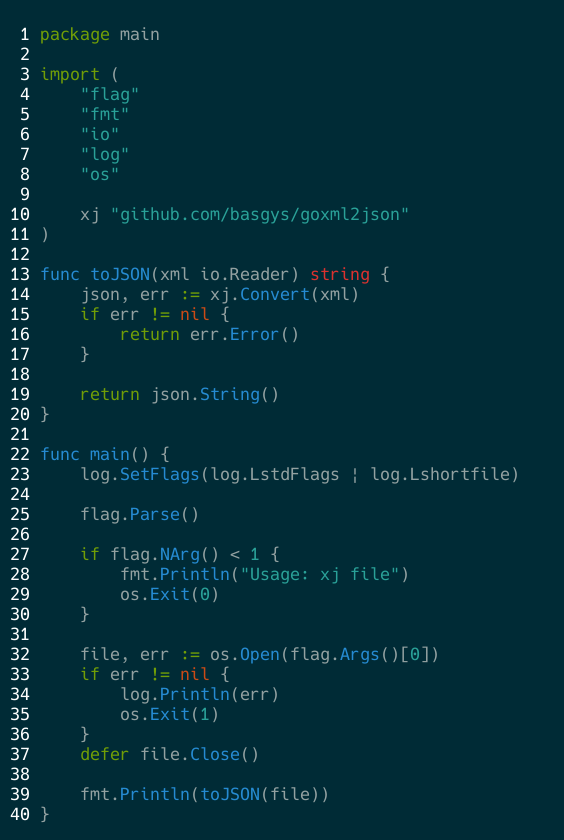 1 package main
2
3 import (
4     "flag"
5     "fmt"
6     "io"
7     "log"
8     "os"
9
10     xj "github.com/basgys/goxml2json"
11 )
12
13 func toJSON(xml io.Reader) string {
14     json, err := xj.Convert(xml)
15     if err != nil {
16         return err.Error()
17     }
18
19     return json.String()
20 }
21
22 func main() {
23     log.SetFlags(log.LstdFlags | log.Lshortfile)
24
25     flag.Parse()
26
27     if flag.NArg() < 1 {
28         fmt.Println("Usage: xj file")
29         os.Exit(0)
30     }
31
32     file, err := os.Open(flag.Args()[0])
33     if err != nil {
34         log.Println(err)
35         os.Exit(1)
36     }
37     defer file.Close()
38
39     fmt.Println(toJSON(file))
40 }